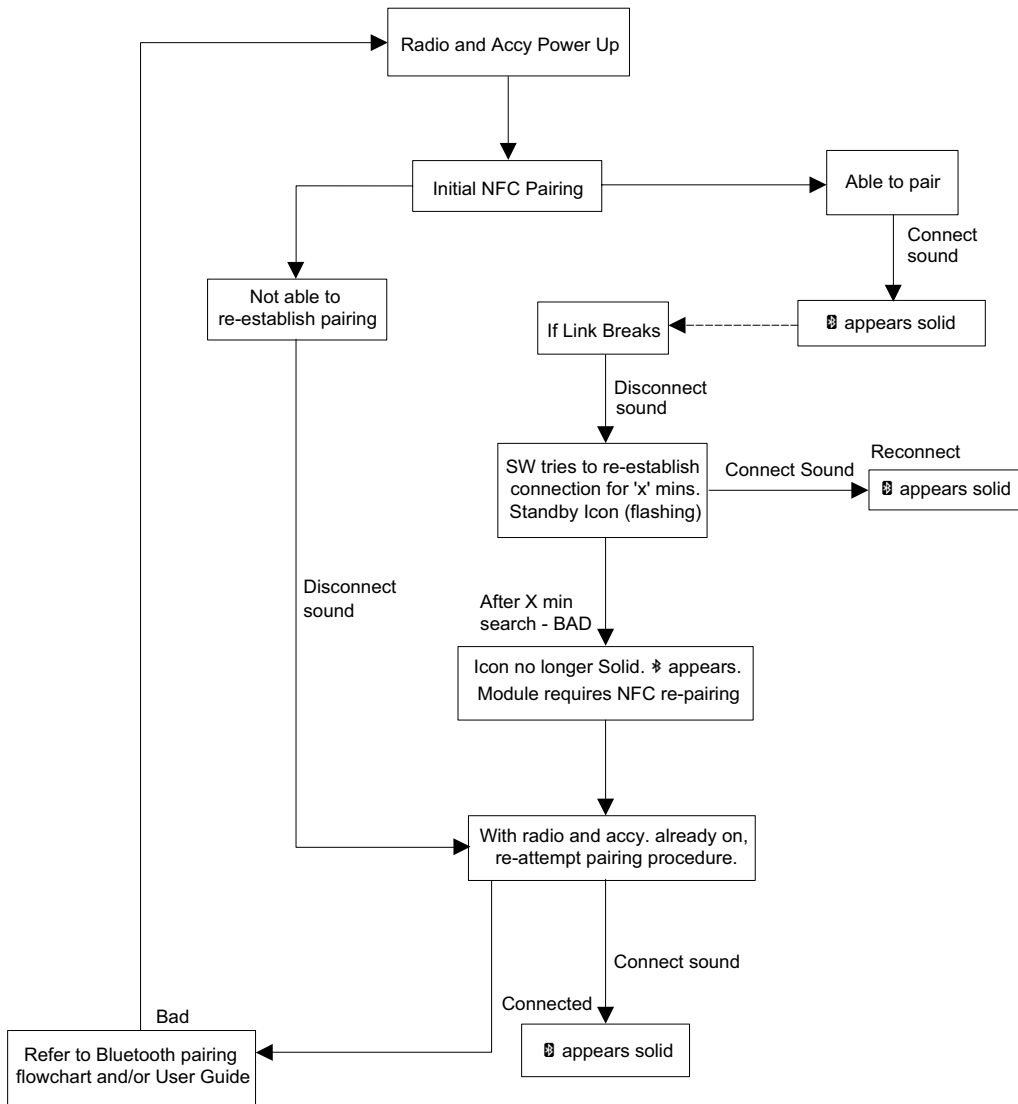 Radio and Accy Power Up
Initial NFC Pairing
Able to pair
Connect
sound
Not able to
re-establish pairing
If Link Breaks
appears solid
Disconnect
sound
SW tries to re-establish
connection for 'x' mins.
Standby Icon (flashing)
Connect Sound
Reconnect
appears solid
Disconnect
sound
After X min
search - BAD
Icon no longer Solid. appears.
Module requires NFC re-pairing
With radio and accy. already on,
re-attempt pairing procedure.
Connect sound
Connected
appears solid
Bad
Refer to Bluetooth pairing
flowchart and/or User Guide